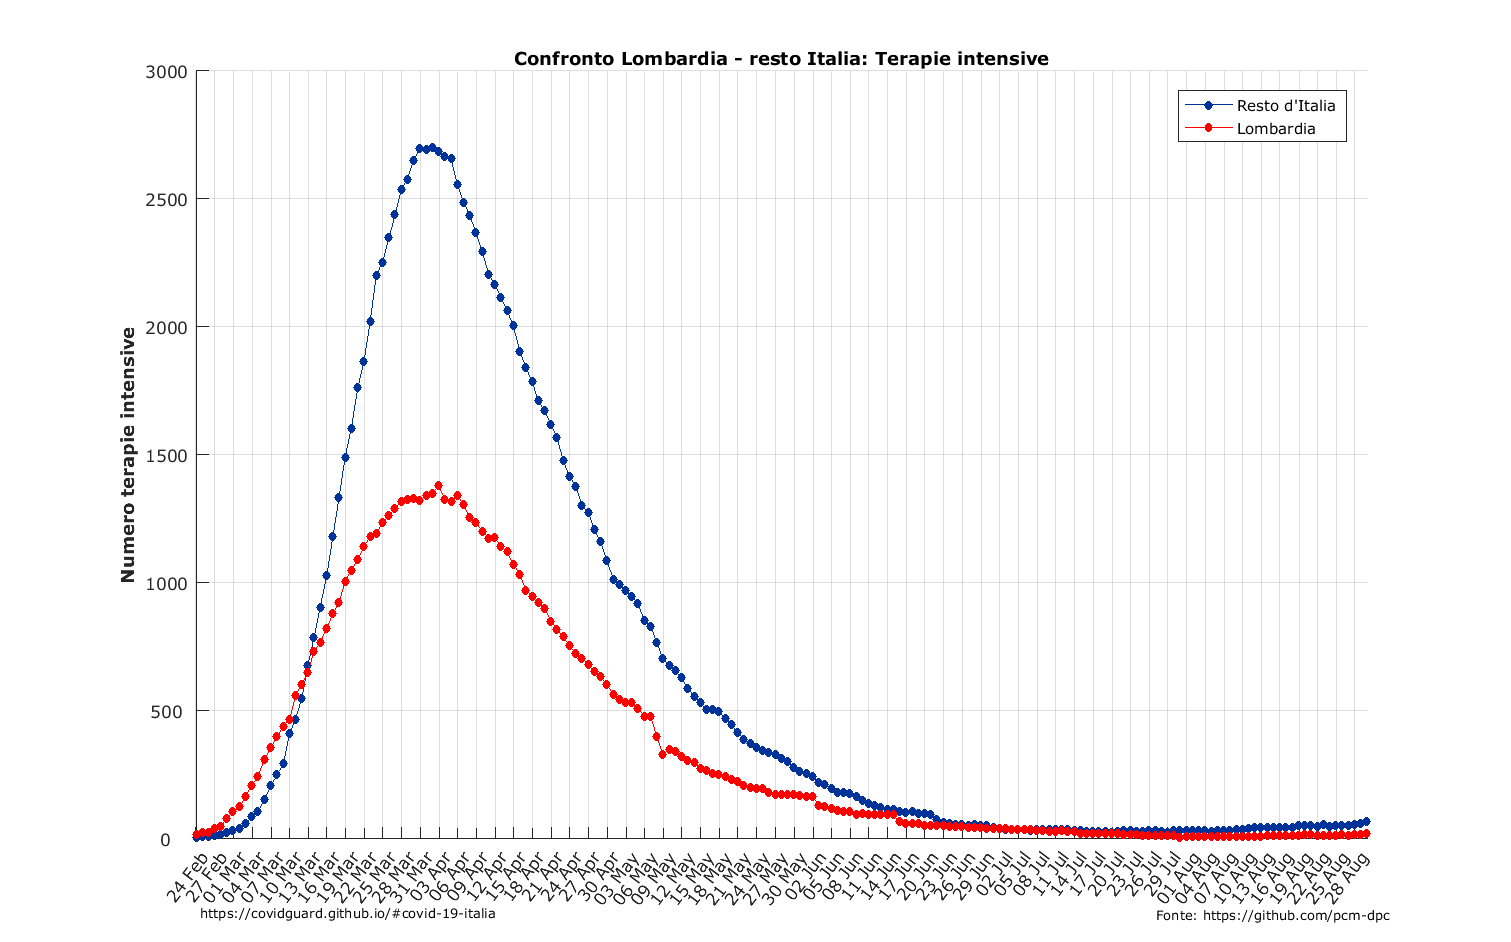 Confronto Lombardia - resto Italia: Terapie intensive
Resto d'Italia
Lombardia
Numero terapie intensive
3000
2500
2000
1500
1000
500
0
24 Feb
27 Feb
01 Mar
04 Mar
07 Mar
10 Mar
13 Mar
16 Mar
19 Mar
22 Mar
25 Mar
28 Mar
31 Mar
03 Apr
06 Apr
09 Apr
12 Apr
15 Apr
18 Apr
21 Apr
24 Apr
27 Apr
30 Apr
03 May
06 May
09 May
12 May
15 May
18 May
21 May
24 May
27 May
30 May
02 Jun
05 Jun
08 Jun
11 Jun
14 Jun
17 Jun
20 Jun
23 Jun
26 Jun
29 Jun
02 Jul
05 Jul
08 Jul
11 Jul
14 Jul
17 Jul
20 Jul
23 Jul
26 Jul
29 Jul
01 Aug
04 Aug
07 Aug
10 Aug
13 Aug
16 Aug
19 Aug
22 Aug
25 Aug
28 Aug
https://covidguard.github.io/#covid-19-italia
Fonte: https://github.com/pcm-dpc